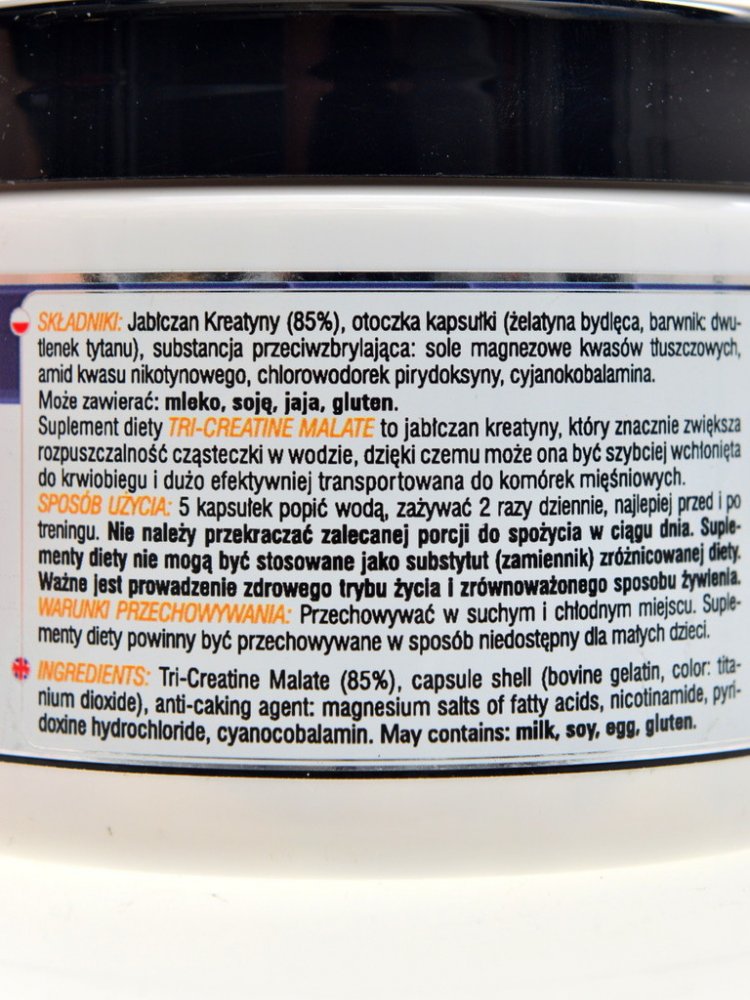 SKŁADNIKI: Jabłczan Kreatyny (85%), otoczka kapsułki (żelatyna bydlęca, barwnik: dwu-
tlenek tytanu), substancja przeciwzbrylająca: sole magnezowe kwasów tłuszczowych,
amid kwasu nikotynowego, chlorowodorek pirydoksyny, cyjanokobalamina.
Może zawierać: mleko, soję, jaja, gluten.
Suplement diety TRI-CREATINE MALATE to jabłczan kreatyny, który znacznie zwiększa
rozpuszczalność cząsteczki w wodzie, dzięki czemu może ona być szybciej wchłonięta
do krwiobiegu i dużo efektywniej transportowana do komórek mięśniowych.
SPOSÓB UŻYCIA: 5 kapsułek popić wodą, zażywać 2 razy dziennie, najlepiej przed i po
treningu. Nie należy przekraczać zalecanej porcji do spożycia w ciągu dnia. Suple-
menty diety nie mogą być stosowane jako substytut (zamiennik) zróżnicowanej diety.
Ważne jest prowadzenie zdrowego trybu życia i zrównoważonego sposobu żywienia.
WARUNKI PRZECHOWYWANIA: Przechowywać w suchym i chłodnym miejscu. Suple-
menty diety powinny być przechowywane w sposób niedostępny dla małych dzieci.
INGREDIENTS: Tri-Creatine Malate (85%), capsule shell (bovine gelatin, color: tita-
nium dioxide), anti-caking agent: magnesium salts of fatty acids, nicotinamide, pyri-
doxine hydrochloride, cyanocobalamin. May contains: milk, soy, egg, gluten.